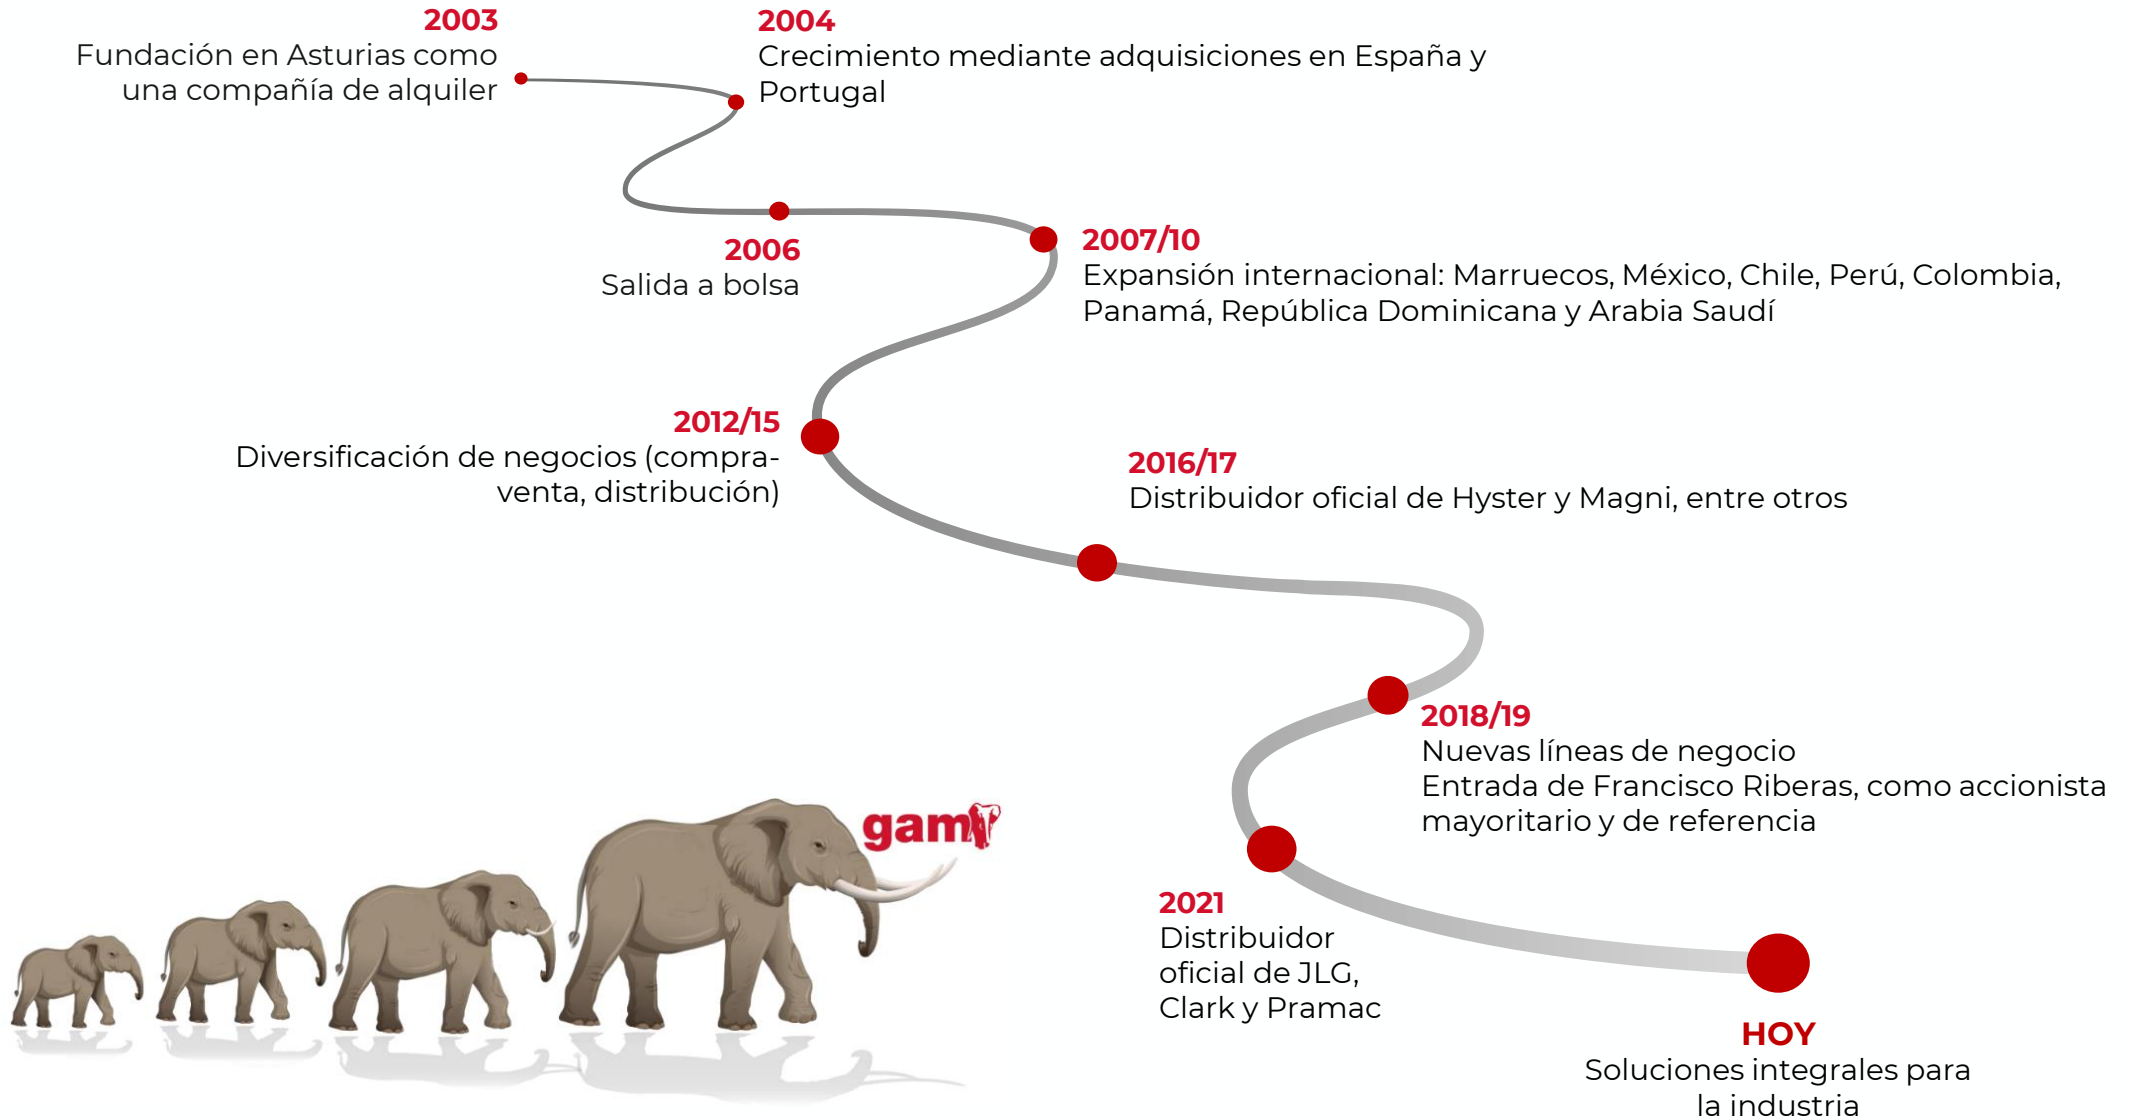 2003
Fundación en Asturias como
una compañía de alquiler
2004
Crecimiento mediante adquisiciones en España y
Portugal
2006
Salida a bolsa
2007/10
Expansión internacional: Marruecos, México, Chile, Perú, Colombia,
Panamá, República Dominicana y Arabia Saudí
2012/15
Diversificación de negocios (compra-
venta, distribución)
2016/17
Distribuidor oficial de Hyster y Magni, entre otros
2018/19
Nuevas líneas de negocio
Entrada de Francisco Riberas, como accionista
mayoritario y de referencia
gam
2021
Distribuidor
oficial de JLG,
Clark y Pramac
HOY
Soluciones integrales para
la industria